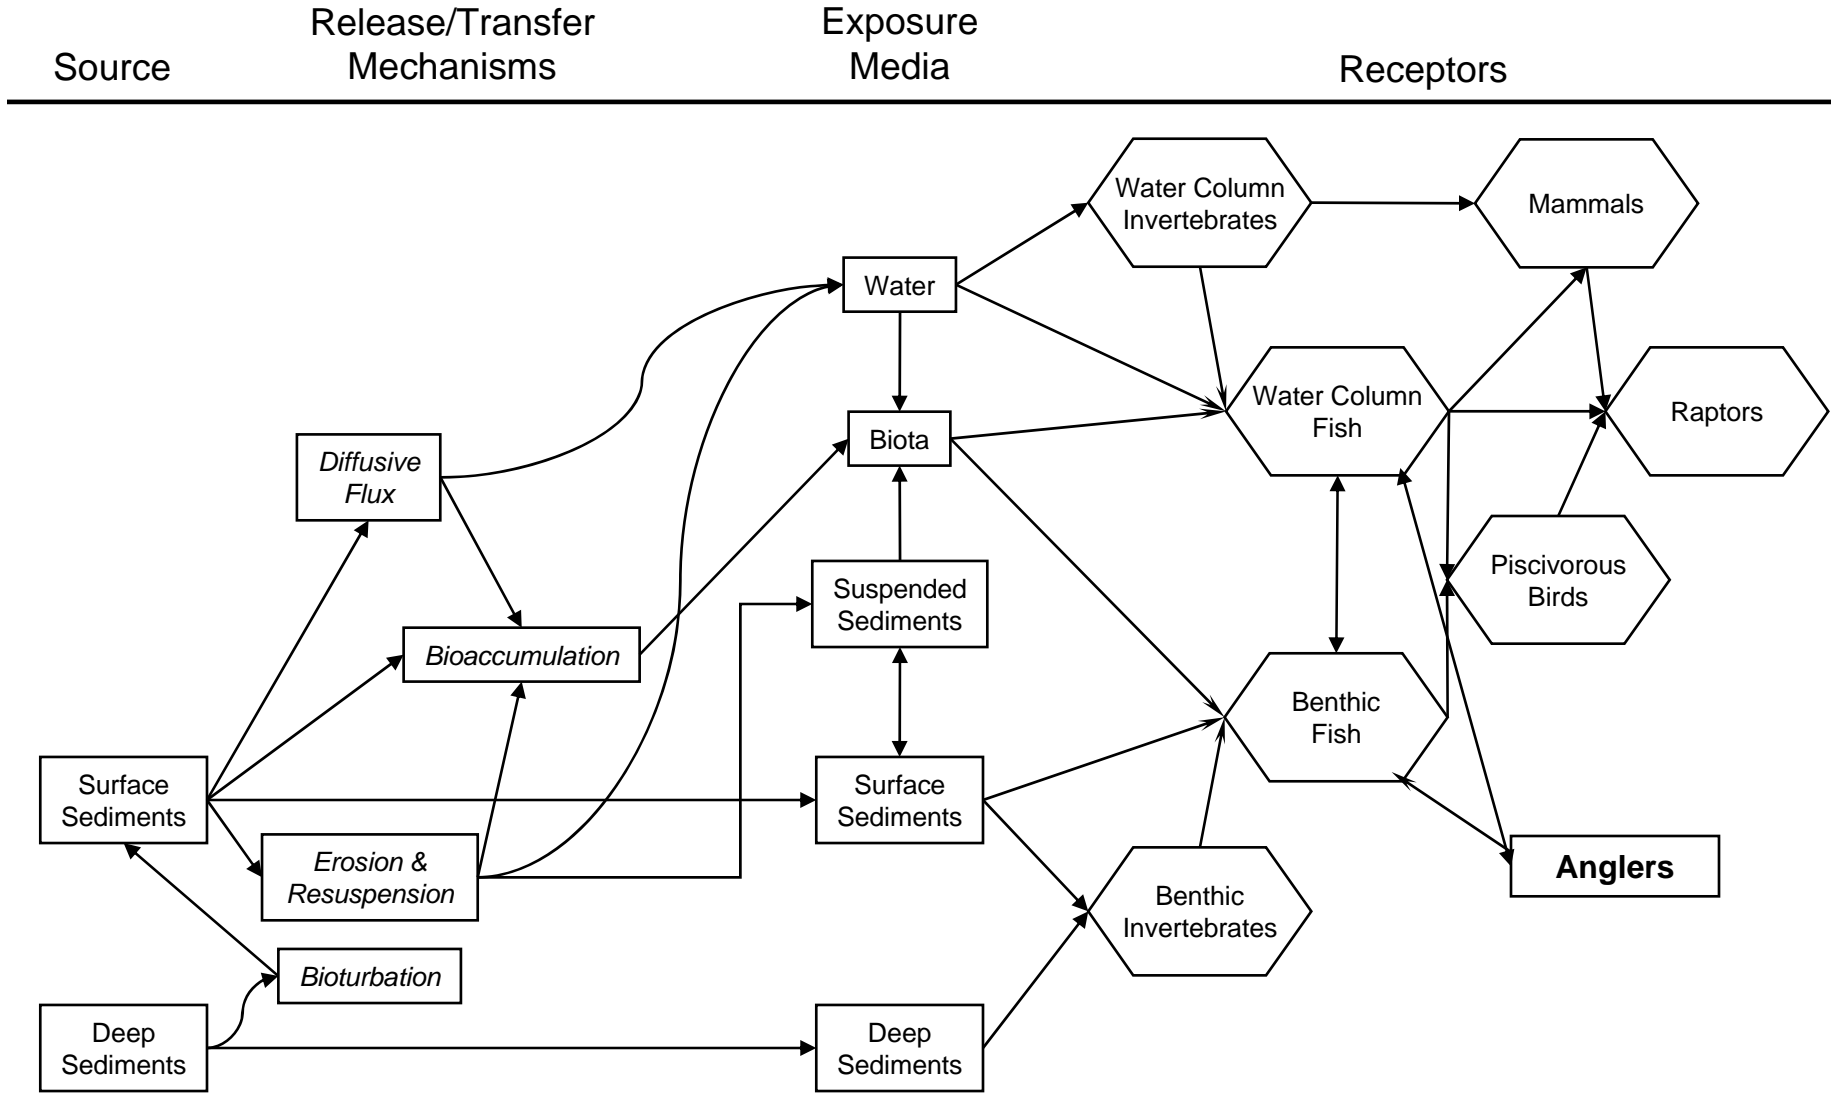 Source
Release/Transfer
Mechanisms
Exposure
Media
Receptors
Water Column
Invertebrates
Mammals
Water
Water Column
Fish
Raptors
Biota
Diffusive
Flux
Piscivorous
Birds
Suspended
Sediments
Bioaccumulation
Benthic
Fish
Surface
Sediments
Surface
Sediments
Erosion &
Resuspension
Anglers
Benthic
Invertebrates
Bioturbation
Deep
Sediments
Deep
Sediments